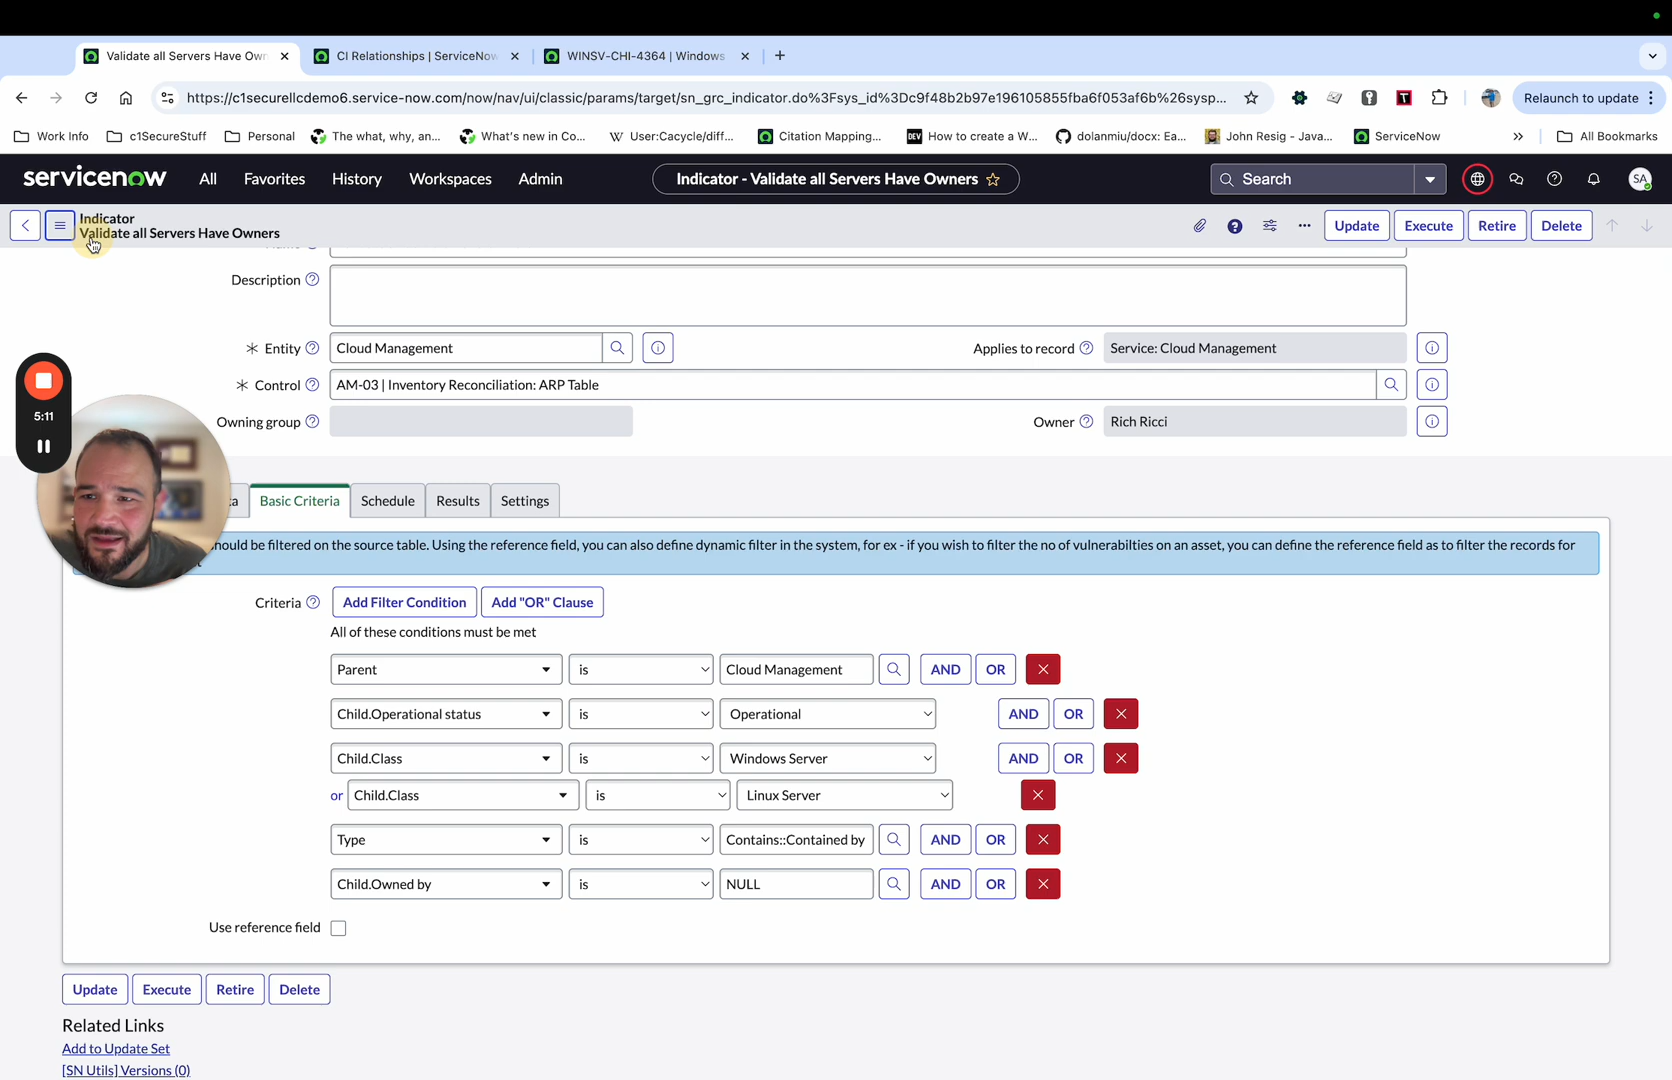 Validate all Servers Have Own
CI Relationships | ServiceNow
WINSV-CHI-4364 | Windows
https://c1securellcdemo6.service-now.com/now/nav/ui/classic/params/target/sn_grc_indicator.do%3Fsys_id%3Dc9f48b2b97e196105855fba6f053af6b%26sysp...
Relaunch to update
Work Info
c1SecureStuff
Personal
The what, why, an...
What's new in Co...
User:Cacycle/diff...
Citation Mapping...
How to create a W...
dolanmiu/docx: Ea...
John Resig - Java...
ServiceNow
All Bookmarks
servicenow
All
Favorites
History
Workspaces
Admin
Indicator - Validate all Servers Have Owners
Search
SA
Indicator
Validate all Servers Have Owners
Update
Execute
Retire
Delete
Description
Entity
Cloud Management
Applies to record
Service: Cloud Management
Control
AM-03 | Inventory Reconciliation: ARP Table
Owning group
Owner
Rich Ricci
5:11
Basic Criteria
Schedule
Results
Settings
hould be filtered on the source table. Using the reference field, you can also define dynamic filter in the system, for ex - if you wish to filter the no of vulnerabilties on an asset, you can define the reference field as to filter the records for
Criteria
Add Filter Condition
Add "OR" Clause
All of these conditions must be met
Parent is Cloud Management AND OR
Child.Operational status is Operational AND OR
Child.Class is Windows Server AND OR
or Child.Class is Linux Server
Type is Contains::Contained by AND OR
Child.Owned by is NULL AND OR
Use reference field
Update
Execute
Retire
Delete
Related Links
Add to Update Set
[SN Utils] Versions (0)